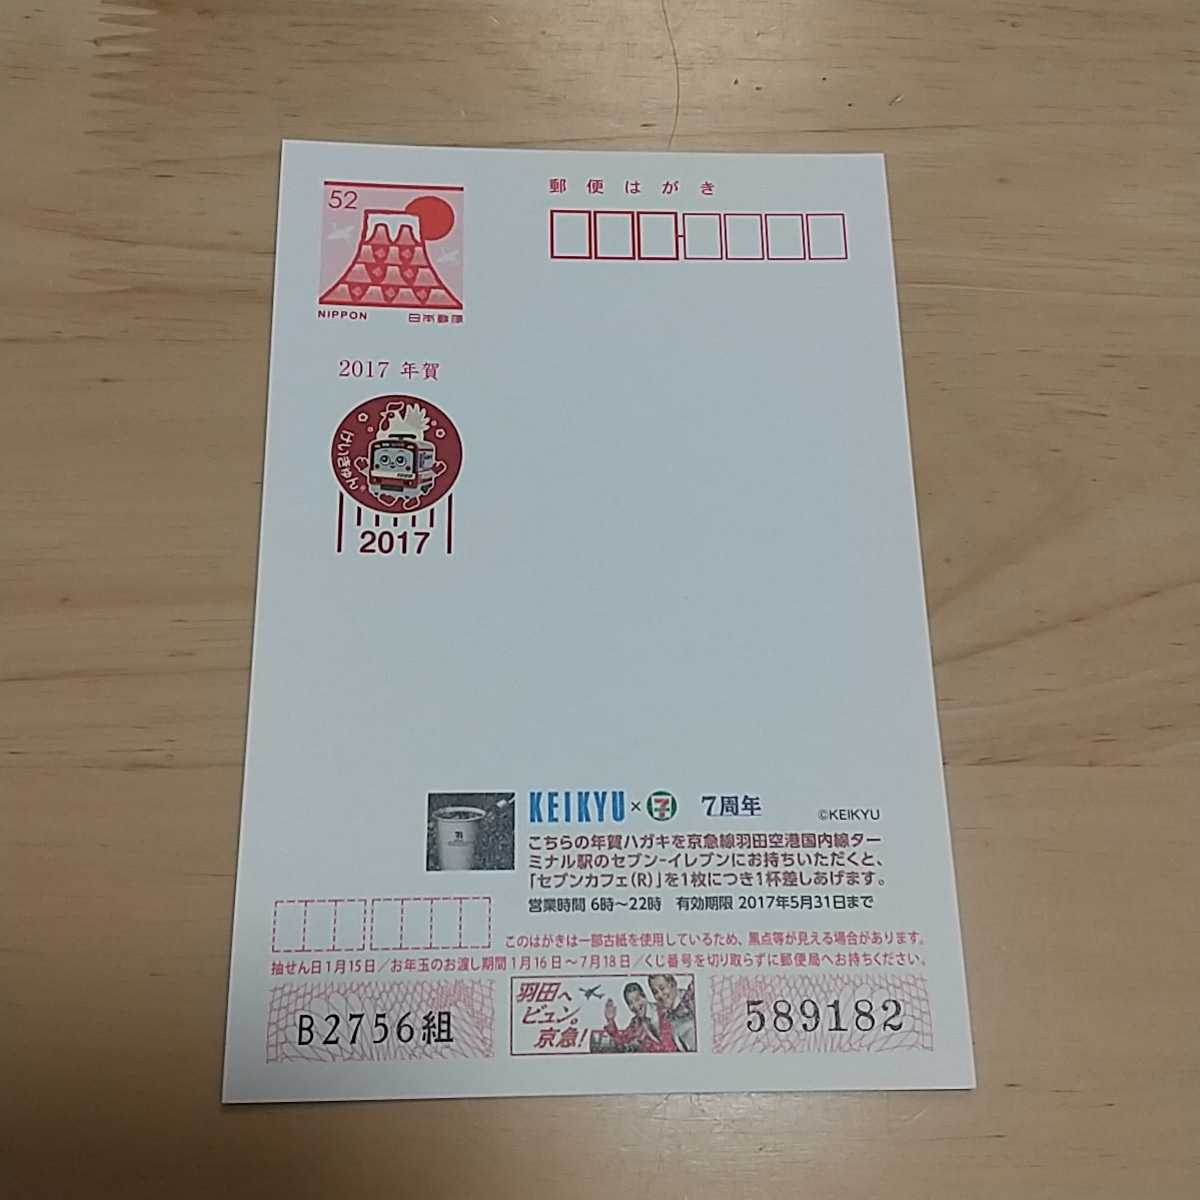 郵便はがき
52
NIPPON 日本郵便
2017 年賀
けいきゅん
2017
KEIKYU × 7周年 ©KEIKYU
こちらの年賀ハガキを京急線羽田空港国内線ター
ミナル駅のセブン-イレブンにお持ちいただくと、
「セブンカフェ(R)」を1枚につき1杯差しあげます。
営業時間 6時～22時 有効期限 2017年5月31日まで
このはがきは一部古紙を使用しているため、黒点等が見える場合があります。
抽せん日1月15日／お年玉のお渡し期間1月16日～7月18日／くじ番号を切り取らずに郵便局へお持ちください。
B2756組
羽田へ
ビュン。
京急!
589182